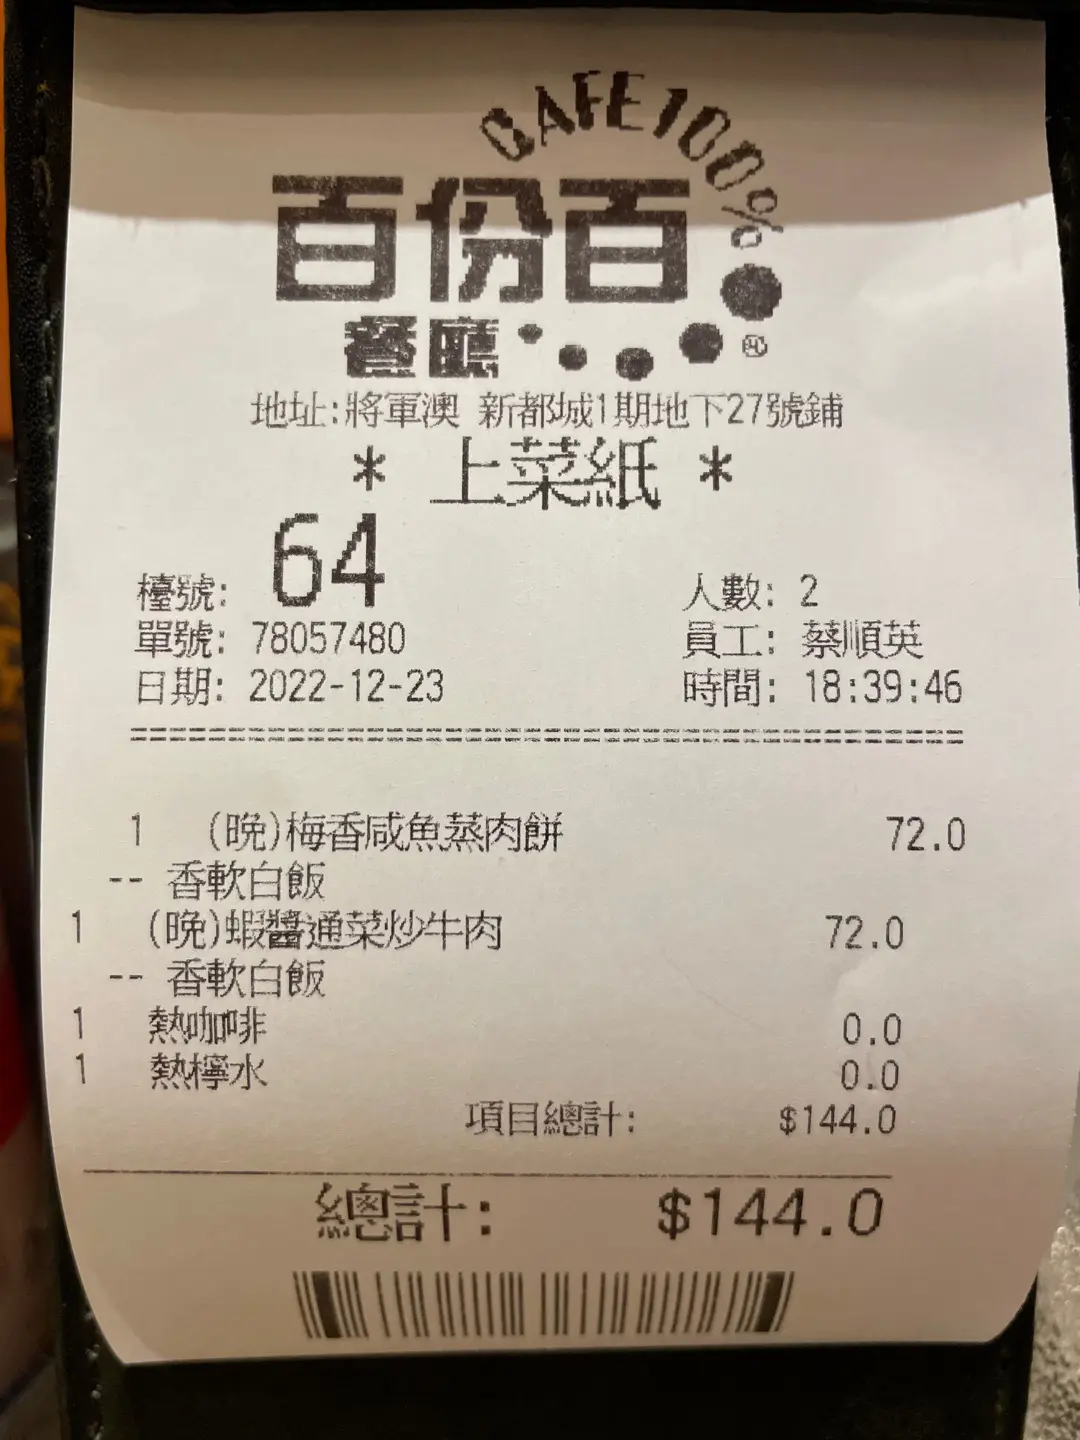 CAFE 100%
百份百
餐廳
®
地址:將軍澳 新都城1期地下27號鋪
* 上菜紙 *
檯號: 64 人數: 2
單號: 78057480 員工: 蔡順英
日期: 2022-12-23 時間: 18:39:46
1 (晚)梅香咸魚蒸肉餅 72.0
-- 香軟白飯
1 (晚)蝦醬通菜炒牛肉 72.0
-- 香軟白飯
1 熱咖啡 0.0
1 熱檸水 0.0
項目總計: $144.0
總計: $144.0